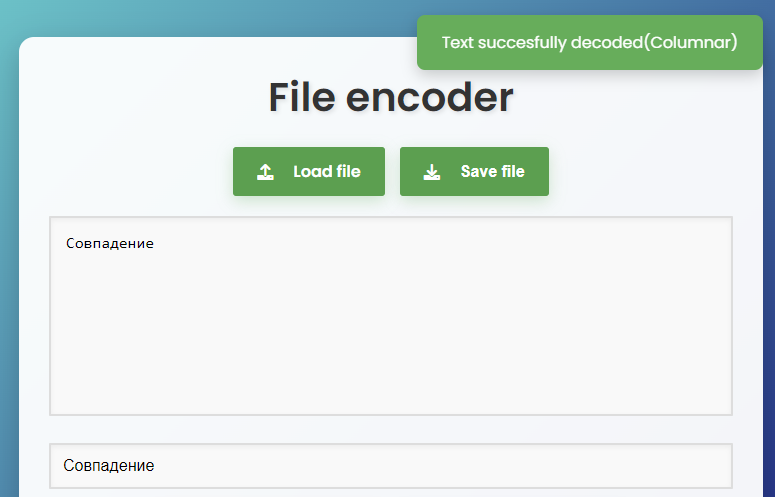 Text succesfully decoded(Columnar)
File encoder
Load file
Save file
Совпадение
Совпадение